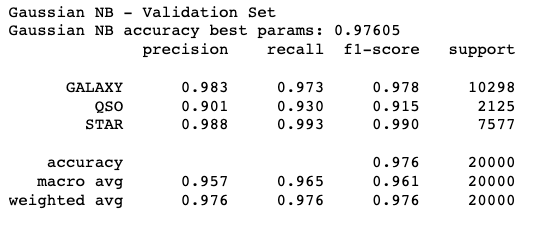 Gaussian NB - Validation Set
Gaussian NB accuracy best params: 0.97605
precision recall f1-score support
GALAXY 0.983 0.973 0.978 10298
QSO 0.901 0.930 0.915 2125
STAR 0.988 0.993 0.990 7577
accuracy 0.976 20000
macro avg 0.957 0.965 0.961 20000
weighted avg 0.976 0.976 0.976 20000